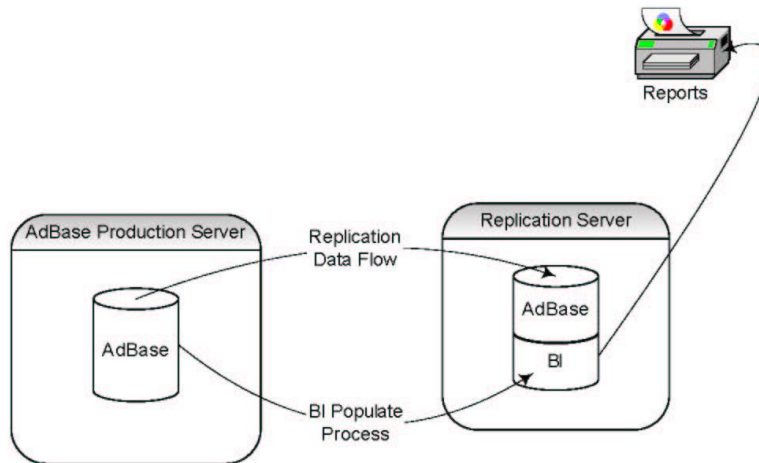 Reports
AdBase Production Server
Replication Server
Replication
Data Flow
AdBase
AdBase
BI
BI Populate
Process